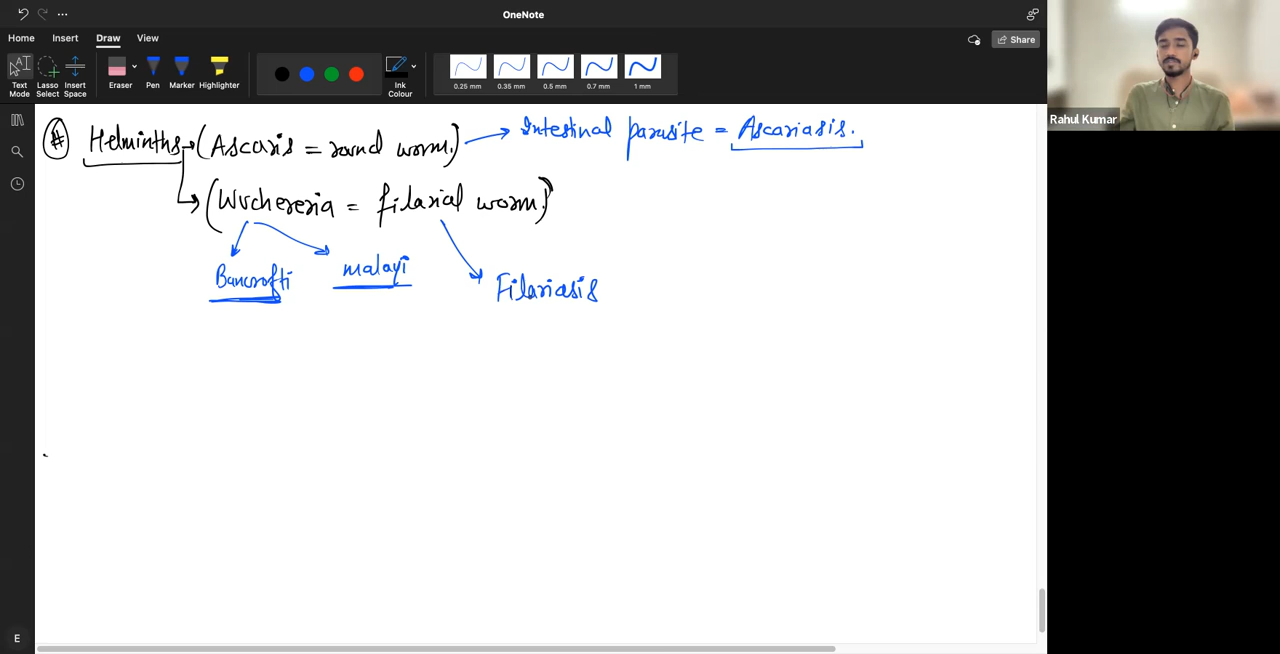 OneNote
Home Insert Draw View
Share
Text Mode Lasso Select Insert Space Eraser Pen Marker Highlighter Ink Colour 0.25 mm 0.35 mm 0.5 mm 0.7 mm 1 mm
Rahul Kumar
# Helminths → (Ascaris = round worm.) → Intestinal parasite = Ascariasis.
→ (Wuchereria = filarial worm.)
Bancrofti malayi Filariasis
E